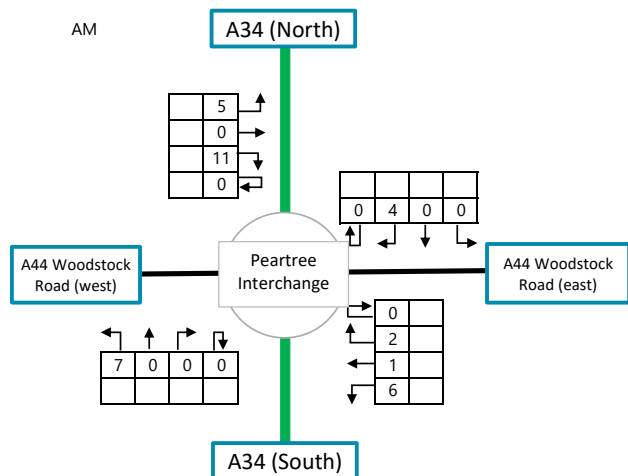 AM
A34 (North)
5
0
11
0
0 4 0 0
A44 Woodstock
Road (west)
Peartree
Interchange
A44 Woodstock
Road (east)
0
2
1
6
7 0 0 0
A34 (South)